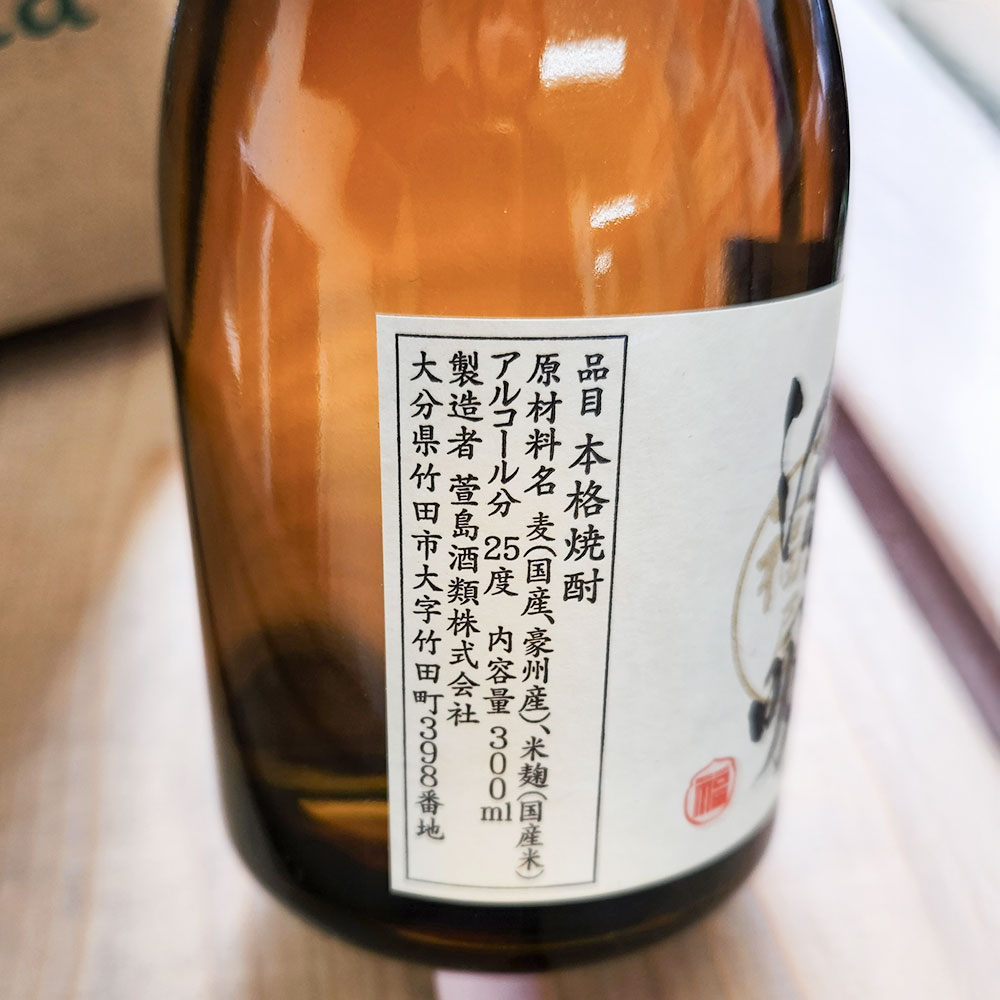 品目 本格焼酎
原材料名 麦(国産、豪州産)、米麹(国産米)
アルコール分 25度 内容量 300ml
製造者 萱島酒類株式会社
大分県竹田市大字竹田町398番地